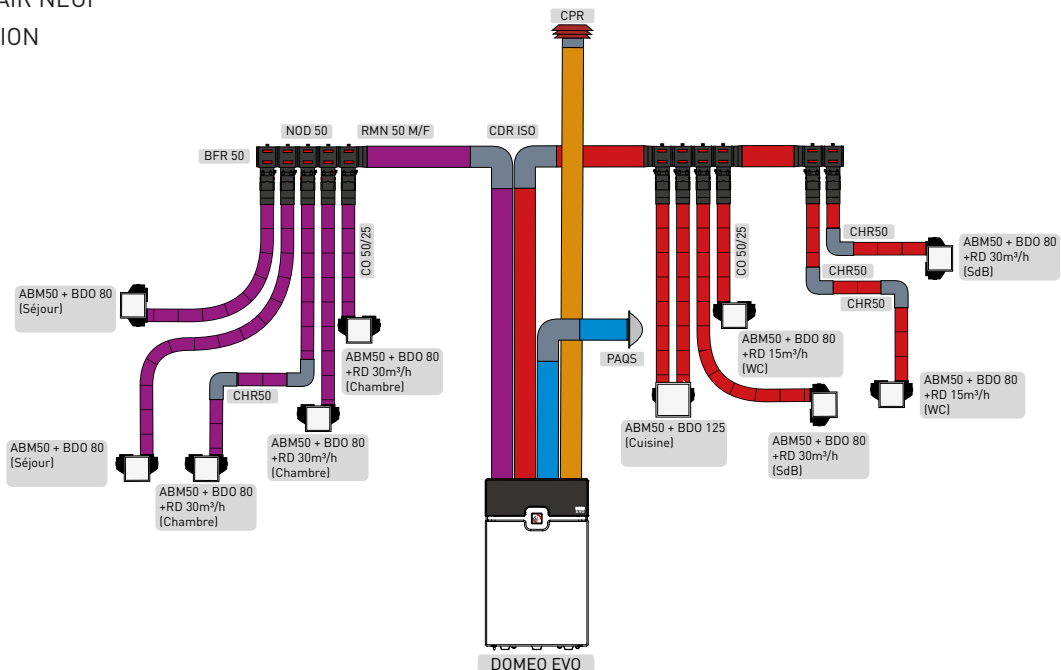 ION
CPR
NOD 50
RMN 50 M/F
CDR ISO
BFR 50
CO 50/25
CO 50/25
CHR50
ABM50 + BDO 80
+RD 30m³/h
(SdB)
CHR50
CHR50
ABM50 + BDO 80
(Séjour)
ABM50 + BDO 80
+RD 30m³/h
(Chambre)
PAQS
ABM50 + BDO 80
+RD 15m³/h
(WC)
ABM50 + BDO 80
+RD 15m³/h
(WC)
CHR50
ABM50 + BDO 125
(Cuisine)
ABM50 + BDO 80
+RD 30m³/h
(SdB)
ABM50 + BDO 80
(Séjour)
ABM50 + BDO 80
+RD 30m³/h
(Chambre)
ABM50 + BDO 80
+RD 30m³/h
(Chambre)
DOMEO EVO